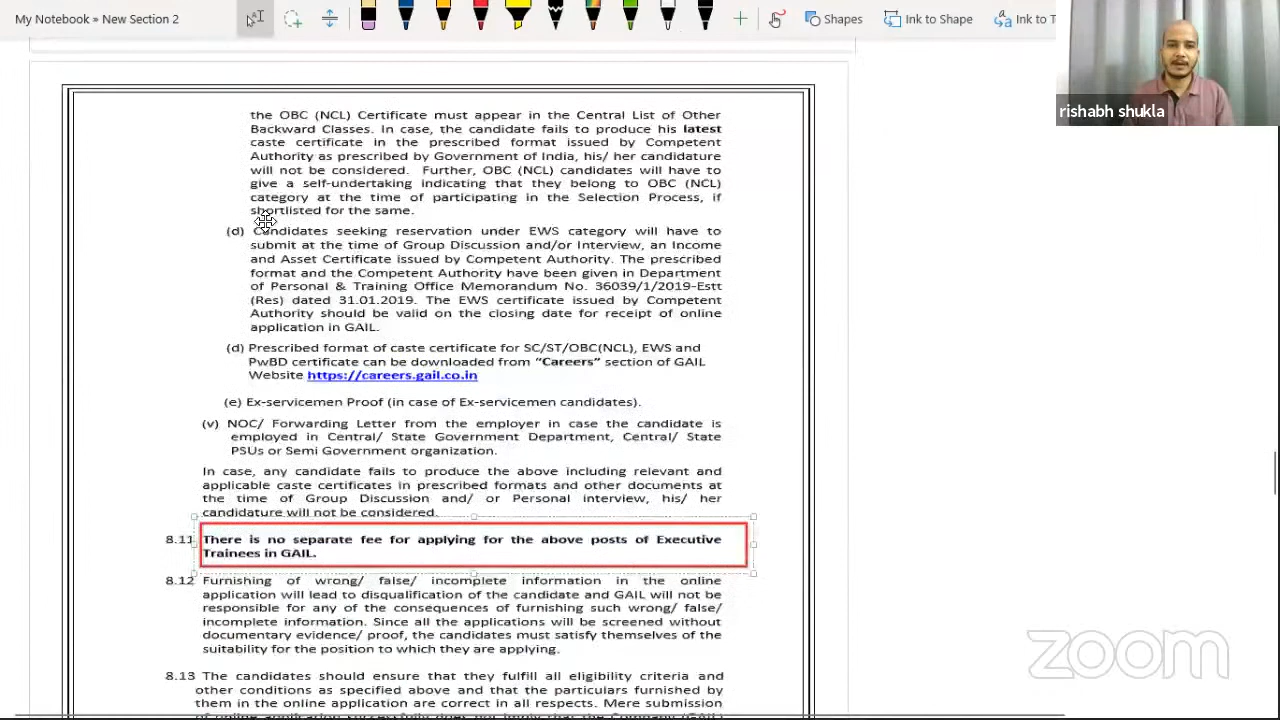 My Notebook » New Section 2
Shapes
Ink to Shape
Ink to T
rishabh shukla
the OBC (NCL) Certificate must appear in the Central List of Other
Backward Classes. In case, the candidate fails to produce his latest
caste certificate in the prescribed format issued by Competent
Authority as prescribed by Government of India, his/ her candidature
will not be considered. Further, OBC (NCL) candidates will have to
give a self-undertaking indicating that they belong to OBC (NCL)
category at the time of participating in the Selection Process, if
shortlisted for the same.
(d) Candidates seeking reservation under EWS category will have to
submit at the time of Group Discussion and/or Interview, an Income
and Asset Certificate issued by Competent Authority. The prescribed
format and the Competent Authority have been given in Department
of Personal & Training Office Memorandum No. 36039/1/2019-Estt
(Res) dated 31.01.2019. The EWS certificate issued by Competent
Authority should be valid on the closing date for receipt of online
application in GAIL.
(d) Prescribed format of caste certificate for SC/ST/OBC(NCL), EWS and
PwBD certificate can be downloaded from “Careers” section of GAIL
Website https://careers.gail.co.in
(e) Ex-servicemen Proof (in case of Ex-servicemen candidates).
(v) NOC/ Forwarding Letter from the employer in case the candidate is
employed in Central/ State Government Department, Central/ State
PSUs or Semi Government organization.
In case, any candidate fails to produce the above including relevant and
applicable caste certificates in prescribed formats and other documents at
the time of Group Discussion and/ or Personal interview, his/ her
candidature will not be considered.
8.11 There is no separate fee for applying for the above posts of Executive
Trainees in GAIL.
8.12 Furnishing of wrong/ false/ incomplete information in the online
application will lead to disqualification of the candidate and GAIL will not be
responsible for any of the consequences of furnishing such wrong/ false/
incomplete information. Since all the applications will be screened without
documentary evidence/ proof, the candidates must satisfy themselves of the
suitability for the position to which they are applying.
8.13 The candidates should ensure that they fulfill all eligibility criteria and
other conditions as specified above and that the particulars furnished by
them in the online application are correct in all respects. Mere submission
zoom